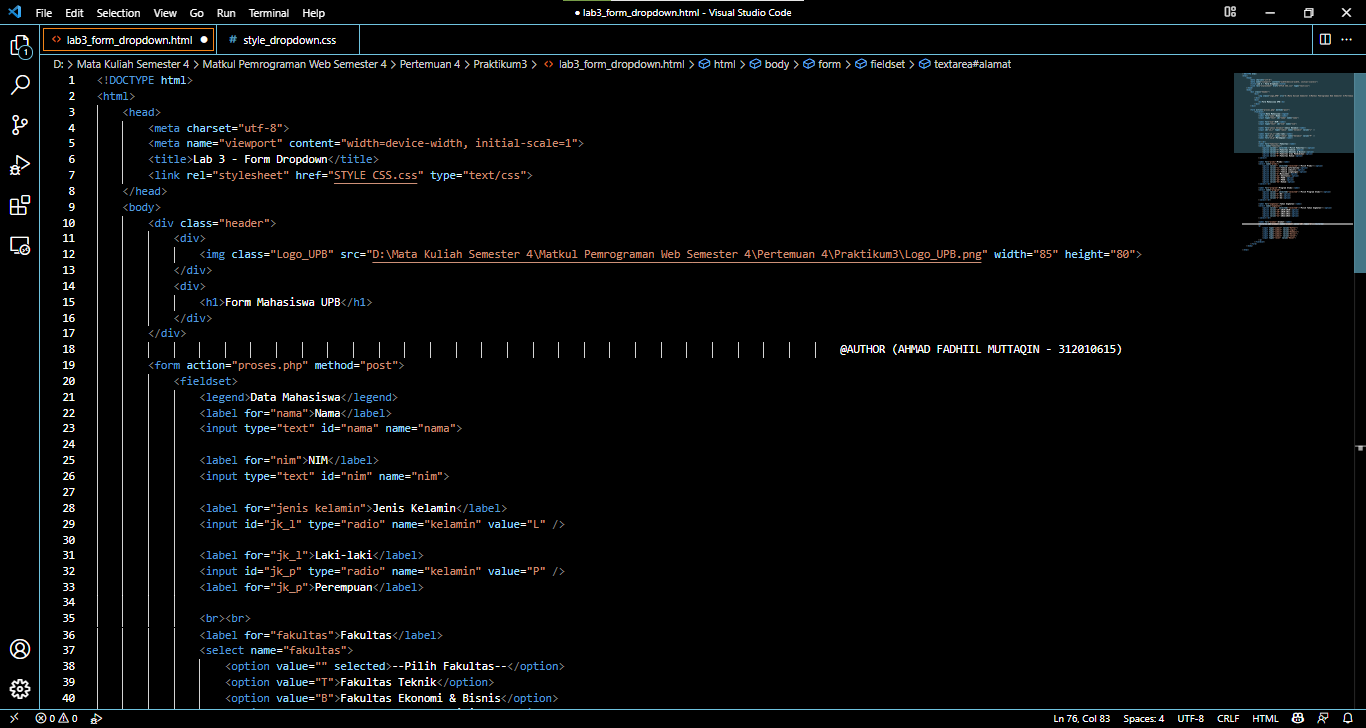 File Edit Selection View Go Run Terminal Help ● lab3_form_dropdown.html - Visual Studio Code
<> lab3_form_dropdown.html ● # style_dropdown.css
D: > Mata Kuliah Semester 4 > Matkul Pemrograman Web Semester 4 > Pertemuan 4 > Praktikum3 > <> lab3_form_dropdown.html > html > body > form > fieldset > textarea#alamat
1 <!DOCTYPE html>
2 <html>
3 <head>
4 <meta charset="utf-8">
5 <meta name="viewport" content="width=device-width, initial-scale=1">
6 <title>Lab 3 - Form Dropdown</title>
7 <link rel="stylesheet" href="STYLE CSS.css" type="text/css">
8 </head>
9 <body>
10 <div class="header">
11 <div>
12 <img class="Logo_UPB" src="D:\Mata Kuliah Semester 4\Matkul Pemrograman Web Semester 4\Pertemuan 4\Praktikum3\Logo_UPB.png" width="85" height="80">
13 </div>
14 <div>
15 <h1>Form Mahasiswa UPB</h1>
16 </div>
17 </div>
18 @AUTHOR (AHMAD FADHIIL MUTTAQIN - 312010615)
19 <form action="proses.php" method="post">
20 <fieldset>
21 <legend>Data Mahasiswa</legend>
22 <label for="nama">Nama</label>
23 <input type="text" id="nama" name="nama">
24
25 <label for="nim">NIM</label>
26 <input type="text" id="nim" name="nim">
27
28 <label for="jenis kelamin">Jenis Kelamin</label>
29 <input id="jk_l" type="radio" name="kelamin" value="L" />
30
31 <label for="jk_l">Laki-laki</label>
32 <input id="jk_p" type="radio" name="kelamin" value="P" />
33 <label for="jk_p">Perempuan</label>
34
35 <br><br>
36 <label for="fakultas">Fakultas</label>
37 <select name="fakultas">
38 <option value="" selected>--Pilih Fakultas--</option>
39 <option value="T">Fakultas Teknik</option>
40 <option value="B">Fakultas Ekonomi & Bisnis</option>
1
0 0 Ln 76, Col 83 Spaces: 4 UTF-8 CRLF HTML